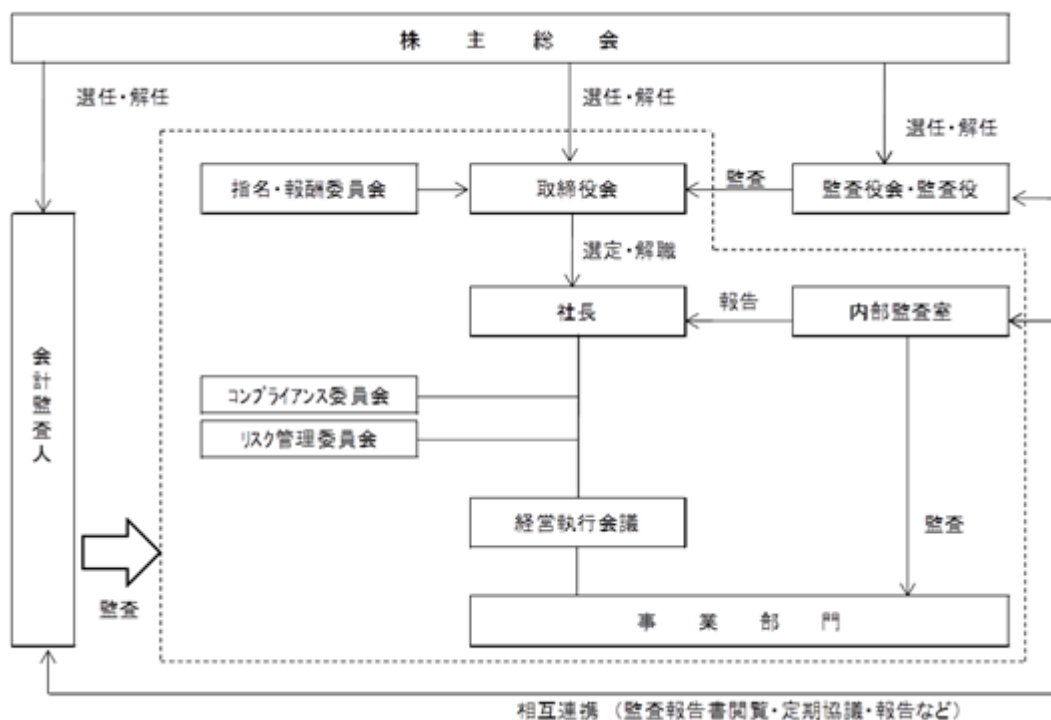 株主総会
選任・解任
選任・解任
選任・解任
指名・報酬委員会
取締役会
監査
監査役会・監査役
選定・解職
社長
報告
内部監査室
会計監査人
コンプライアンス委員会
リスク管理委員会
経営執行会議
監査
監査
事業部門
相互連携 (監査報告書閲覧・定期協議・報告など)